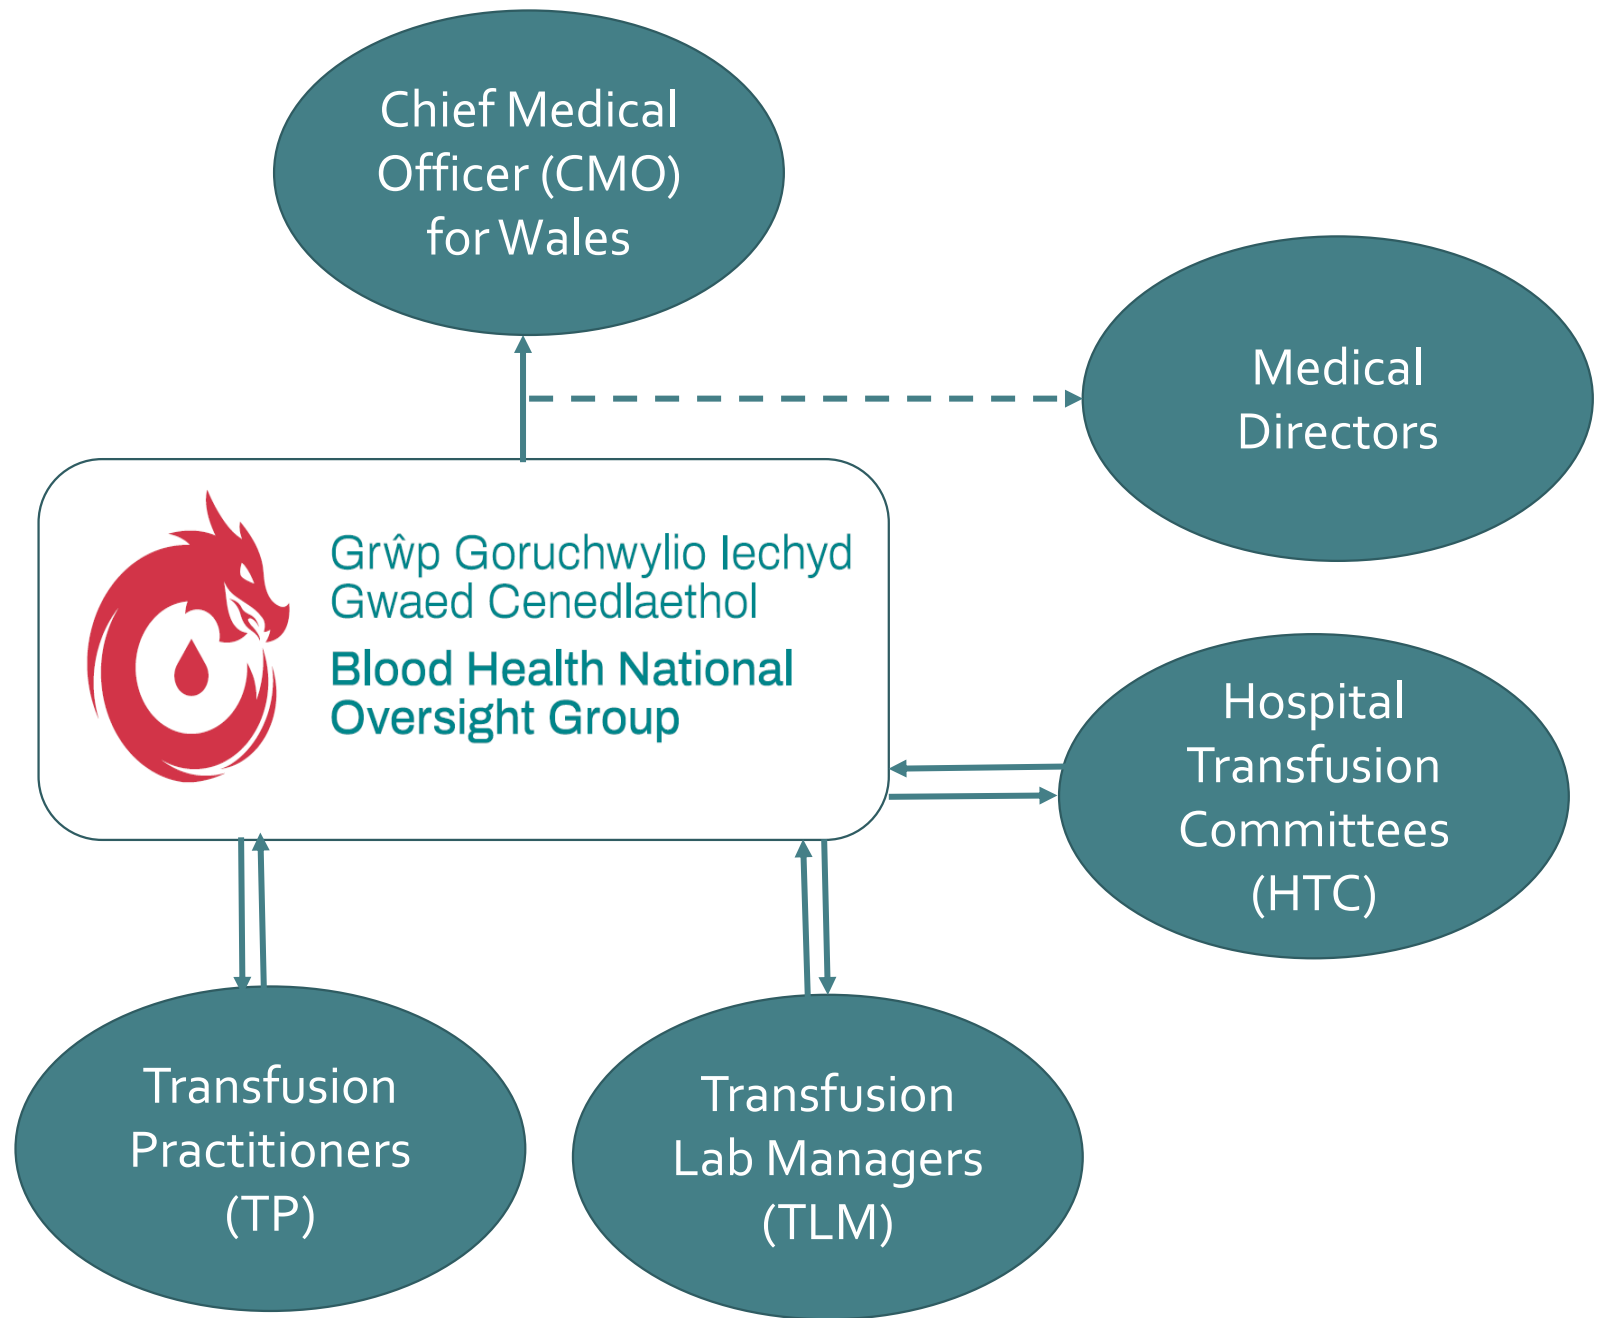 Chief Medical
Officer (CMO)
for Wales
Medical
Directors
Grŵp Goruchwylio Iechyd
Gwaed Cenedlaethol
Blood Health National
Oversight Group
Hospital
Transfusion
Committees
(HTC)
Transfusion
Practitioners
(TP)
Transfusion
Lab Managers
(TLM)